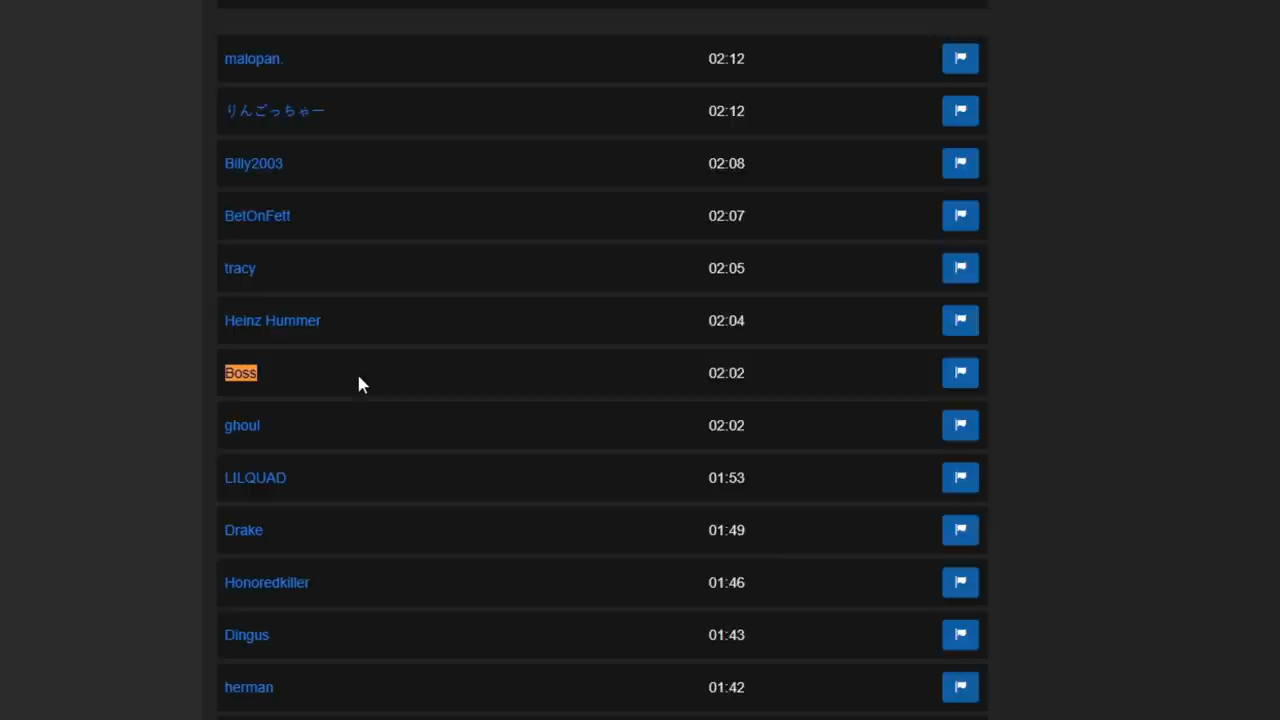 malopan. 02:12
りんごっちゃー 02:12
Billy2003 02:08
BetOnFett 02:07
tracy 02:05
Heinz Hummer 02:04
Boss 02:02
ghoul 02:02
LILQUAD 01:53
Drake 01:49
Honoredkiller 01:46
Dingus 01:43
herman 01:42